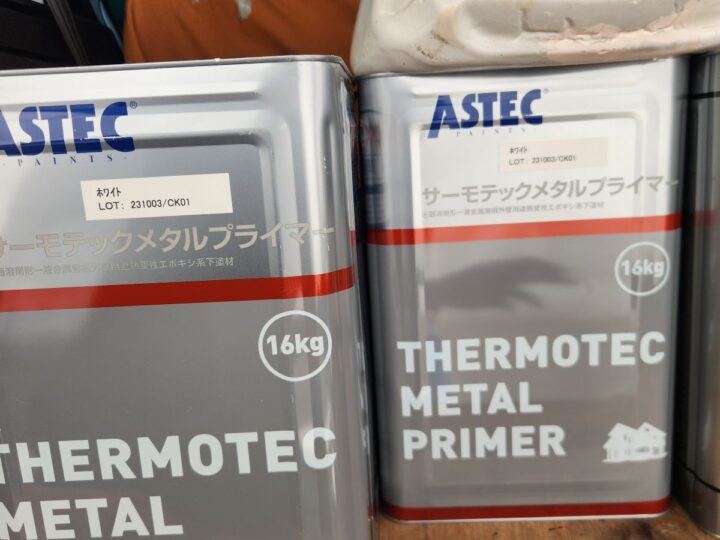 ASTEC
PAINTS
ホワイト
LOT: 231003/CK01
サーモテックメタルプライマー
16kg
THERMOTEC
METAL
ASTEC
PAINTS
ホワイト
LOT: 231003/CK01
サーモテックメタルプライマー
16kg
THERMOTEC
METAL
PRIMER